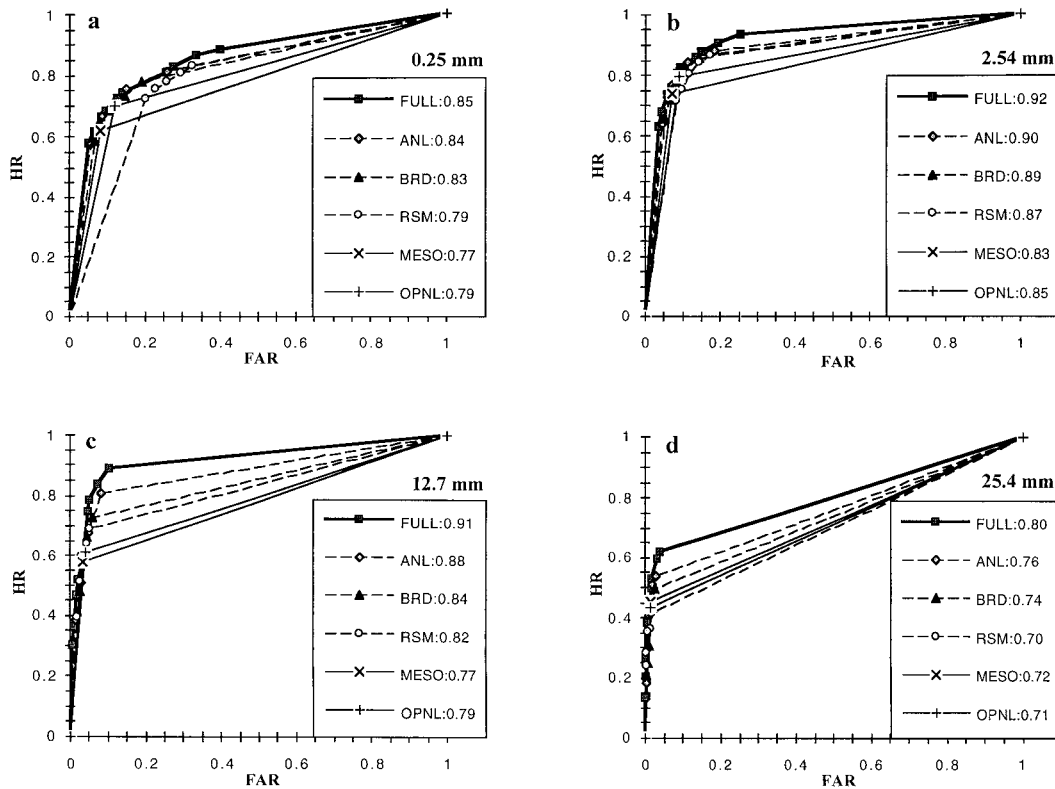 a
0.25 mm
HR
1
0.8
0.6
0.4
0.2
0
FULL:0.85
ANL:0.84
BRD:0.83
RSM:0.79
MESO:0.77
OPNL:0.79
0 0.2 0.4 0.6 0.8 1
FAR
b
2.54 mm
HR
1
0.8
0.6
0.4
0.2
0
FULL:0.92
ANL:0.90
BRD:0.89
RSM:0.87
MESO:0.83
OPNL:0.85
0 0.2 0.4 0.6 0.8 1
FAR
c
12.7 mm
HR
1
0.8
0.6
0.4
0.2
0
FULL:0.91
ANL:0.88
BRD:0.84
RSM:0.82
MESO:0.77
OPNL:0.79
0 0.2 0.4 0.6 0.8 1
FAR
d
25.4 mm
HR
1
0.8
0.6
0.4
0.2
0
FULL:0.80
ANL:0.76
BRD:0.74
RSM:0.70
MESO:0.72
OPNL:0.71
0 0.2 0.4 0.6 0.8 1
FAR